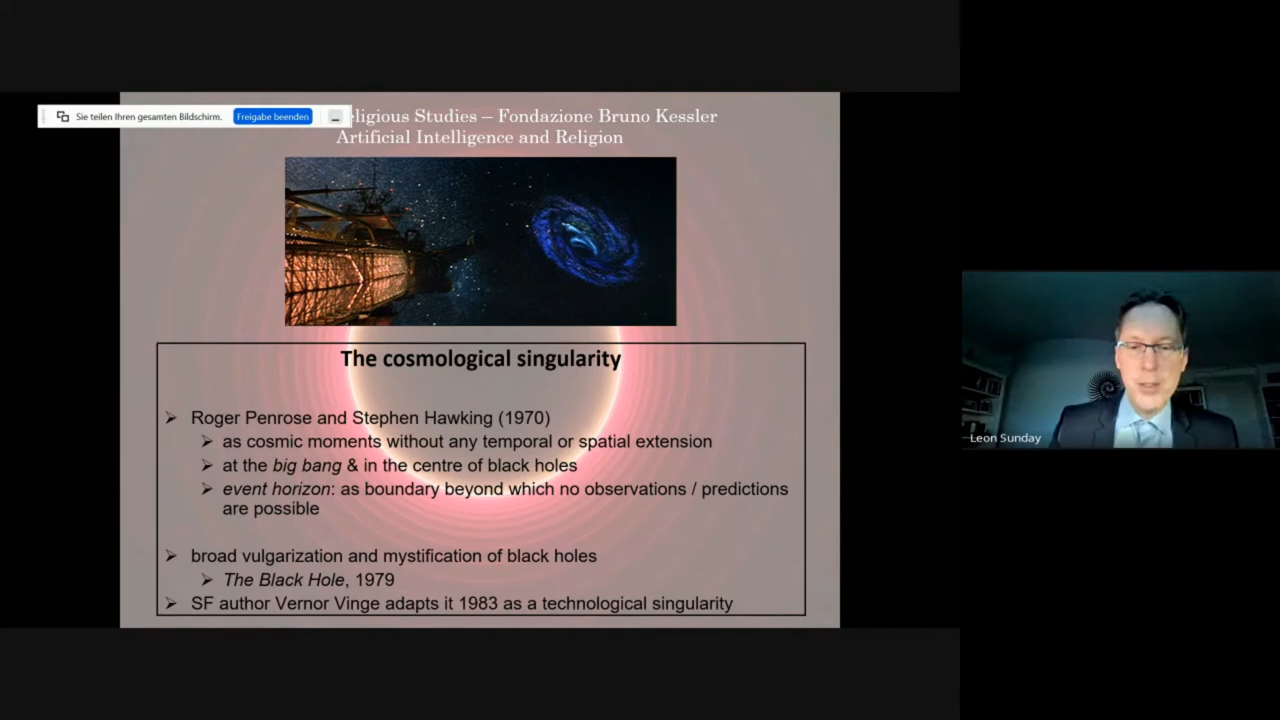 Sie teilen Ihren gesamten Bildschirm. Freigabe beenden
Studies – Fondazione Bruno Kessler
Artificial Intelligence and Religion
The cosmological singularity
Roger Penrose and Stephen Hawking (1970)
as cosmic moments without any temporal or spatial extension
at the big bang & in the centre of black holes
event horizon: as boundary beyond which no observations / predictions
are possible
broad vulgarization and mystification of black holes
The Black Hole, 1979
SF author Vernor Vinge adapts it 1983 as a technological singularity
Leon Sunday